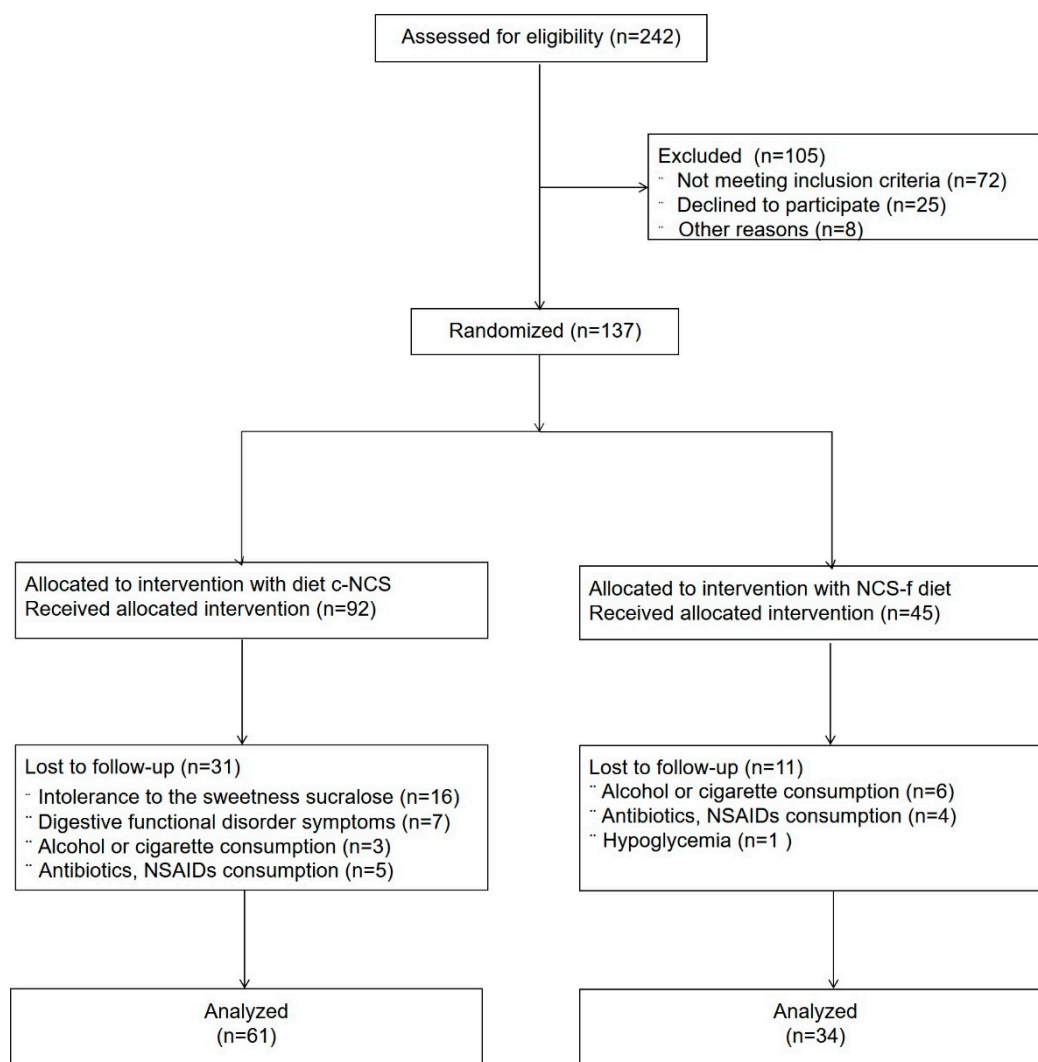 Assessed for eligibility (n=242)
Excluded (n=105)
¨ Not meeting inclusion criteria (n=72)
¨ Declined to participate (n=25)
¨ Other reasons (n=8)
Randomized (n=137)
Allocated to intervention with diet c-NCS
Received allocated intervention (n=92)
Allocated to intervention with NCS-f diet
Received allocated intervention (n=45)
Lost to follow-up (n=31)
¨ Intolerance to the sweetness sucralose (n=16)
¨ Digestive functional disorder symptoms (n=7)
¨ Alcohol or cigarette consumption (n=3)
¨ Antibiotics, NSAIDs consumption (n=5)
Lost to follow-up (n=11)
¨ Alcohol or cigarette consumption (n=6)
¨ Antibiotics, NSAIDs consumption (n=4)
¨ Hypoglycemia (n=1 )
Analyzed
(n=61)
Analyzed
(n=34)